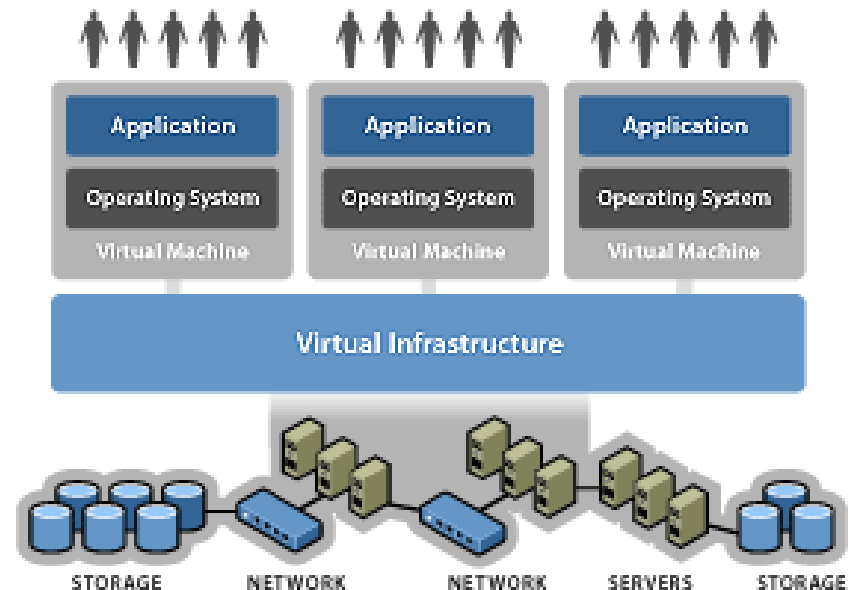 Application
Application
Application
Operating System
Operating System
Operating System
Virtual Machine
Virtual Machine
Virtual Machine
Virtual Infrastructure
STORAGE
NETWORK
NETWORK
SERVERS
STORAGE